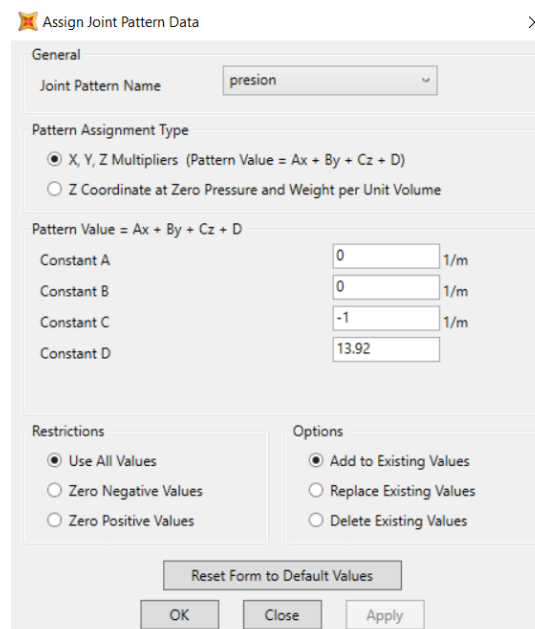 Assign Joint Pattern Data
General
Joint Pattern Name presion
Pattern Assignment Type
X, Y, Z Multipliers (Pattern Value = Ax + By + Cz + D)
Z Coordinate at Zero Pressure and Weight per Unit Volume
Pattern Value = Ax + By + Cz + D
Constant A 0 1/m
Constant B 0 1/m
Constant C -1 1/m
Constant D 13.92
Restrictions
Use All Values
Zero Negative Values
Zero Positive Values
Options
Add to Existing Values
Replace Existing Values
Delete Existing Values
Reset Form to Default Values
OK Close Apply